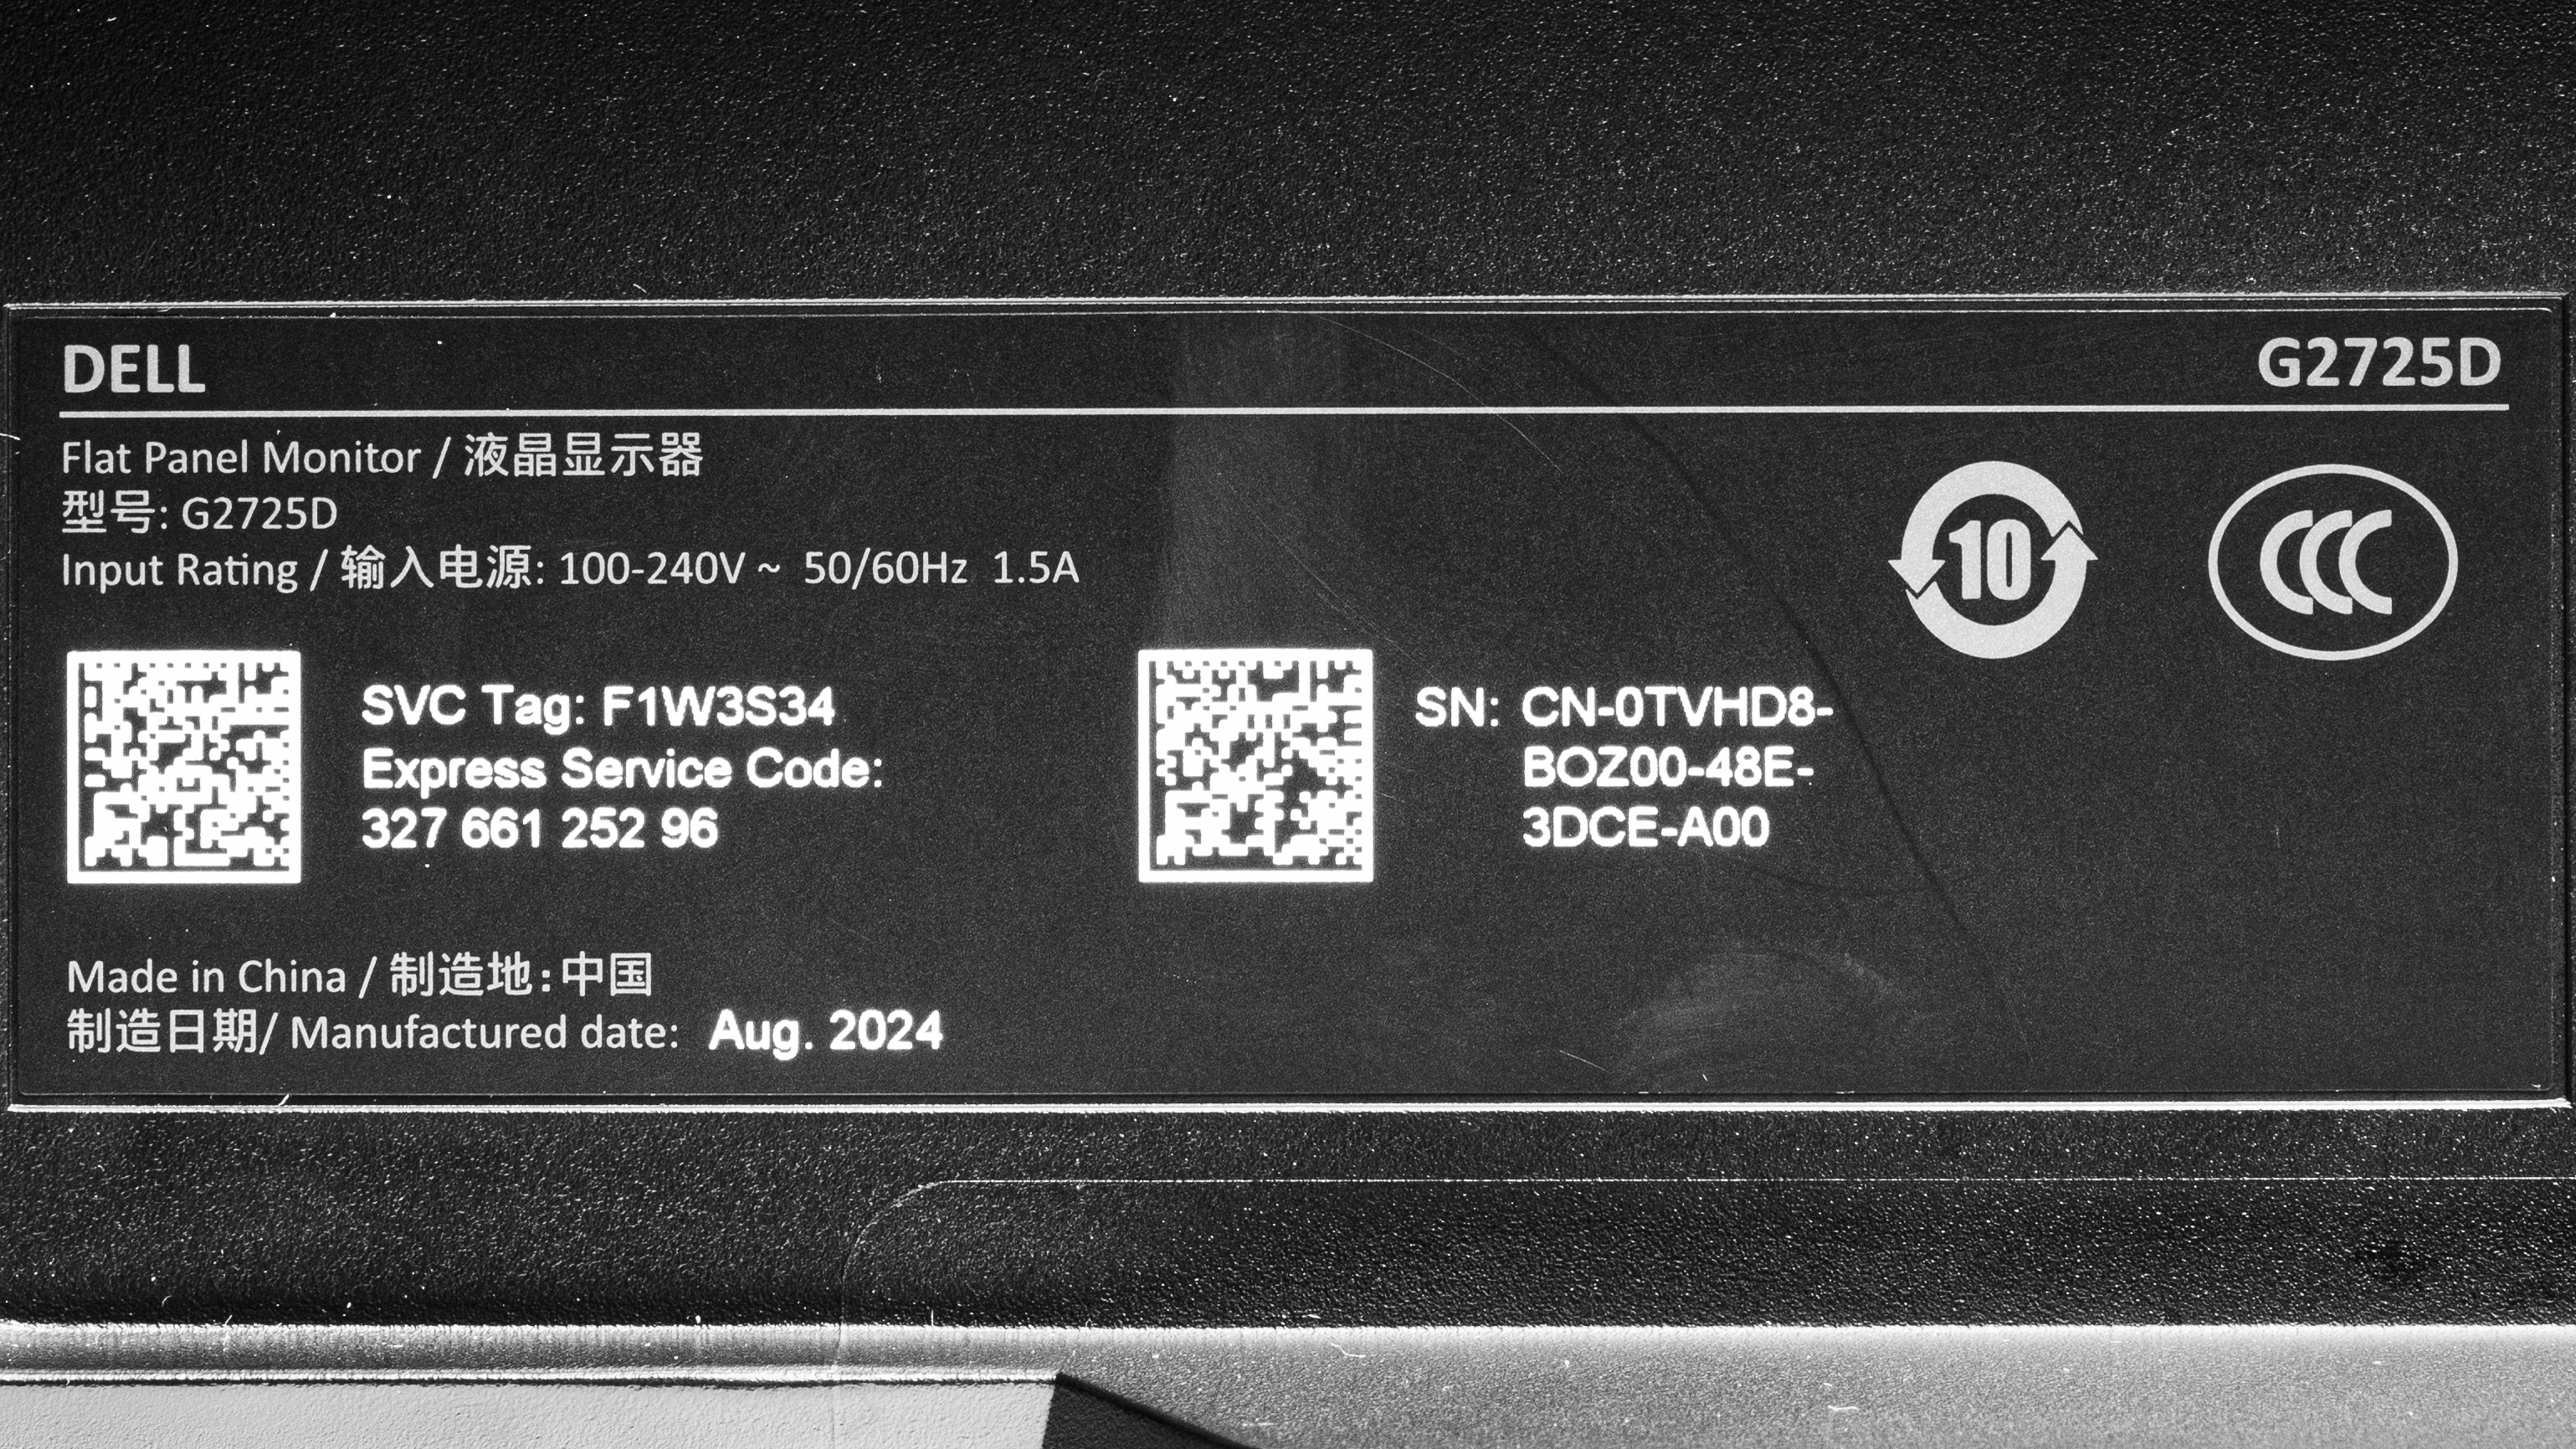 DELL G2725D
Flat Panel Monitor / 液晶显示器
型号: G2725D
Input Rating / 输入电源: 100-240V ~ 50/60Hz 1.5A
10
CCC
SVC Tag: F1W3S34
Express Service Code:
327 661 252 96
SN: CN-0TVHD8-
BOZ00-48E-
3DCE-A00
Made in China / 制造地:中国
制造日期/ Manufactured date: Aug. 2024